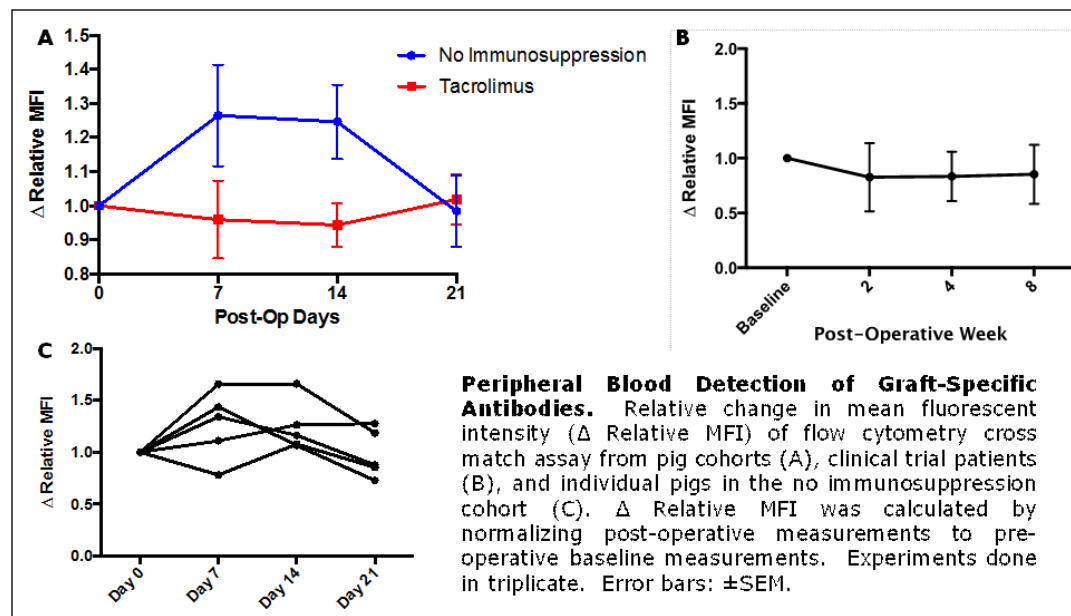 A
1.5
1.4
1.3
1.2
1.1
1.0
0.9
0.8
Δ Relative MFI
0
7
14
21
Post-Op Days
No Immunosuppression
Tacrolimus
B
2.0
1.5
1.0
0.5
0.0
Δ Relative MFI
Baseline
2
4
8
Post-Operative Week
C
2.0
1.5
1.0
0.5
0.0
Δ Relative MFI
Day 0
Day 7
Day 14
Day 21
Peripheral Blood Detection of Graft-Specific
Antibodies. Relative change in mean fluorescent
intensity (Δ Relative MFI) of flow cytometry cross
match assay from pig cohorts (A), clinical trial patients
(B), and individual pigs in the no immunosuppression
cohort (C). Δ Relative MFI was calculated by
normalizing post-operative measurements to pre-
operative baseline measurements. Experiments done
in triplicate. Error bars: ±SEM.